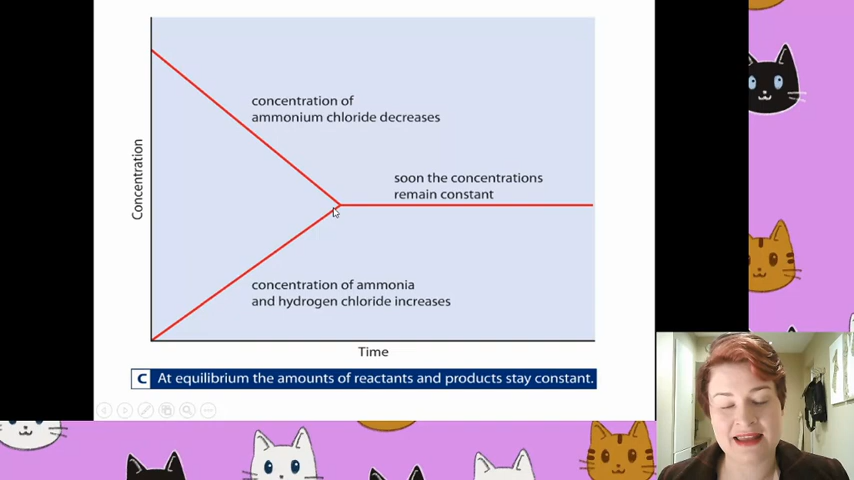 concentration of
ammonium chloride decreases
soon the concentrations
remain constant
Concentration
concentration of ammonia
and hydrogen chloride increases
Time
C At equilibrium the amounts of reactants and products stay constant.